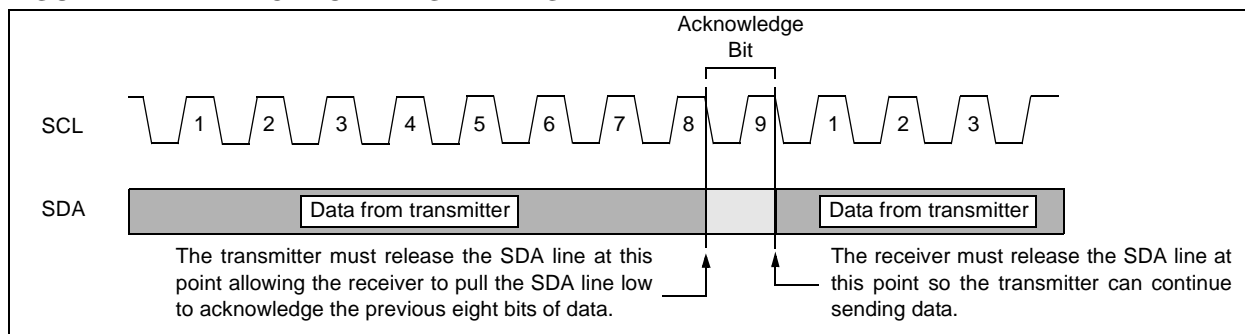 Acknowledge
Bit
SCL
1 2 3 4 5 6 7 8 9 1 2 3
SDA
Data from transmitter Data from transmitter
The transmitter must release the SDA line at this
point allowing the receiver to pull the SDA line low
to acknowledge the previous eight bits of data.
The receiver must release the SDA line at
this point so the transmitter can continue
sending data.